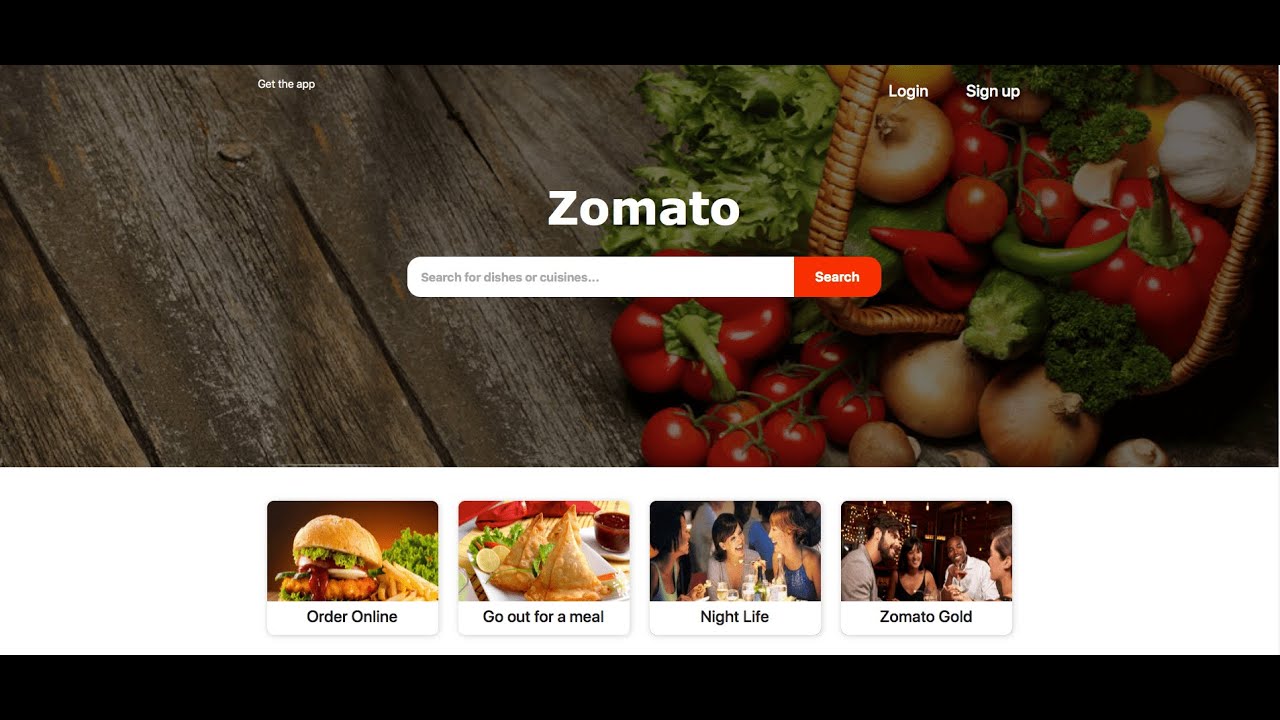 Get the app
Login
Sign up
Zomato
Search for dishes or cuisines...
Search
Order Online
Go out for a meal
Night Life
Zomato Gold